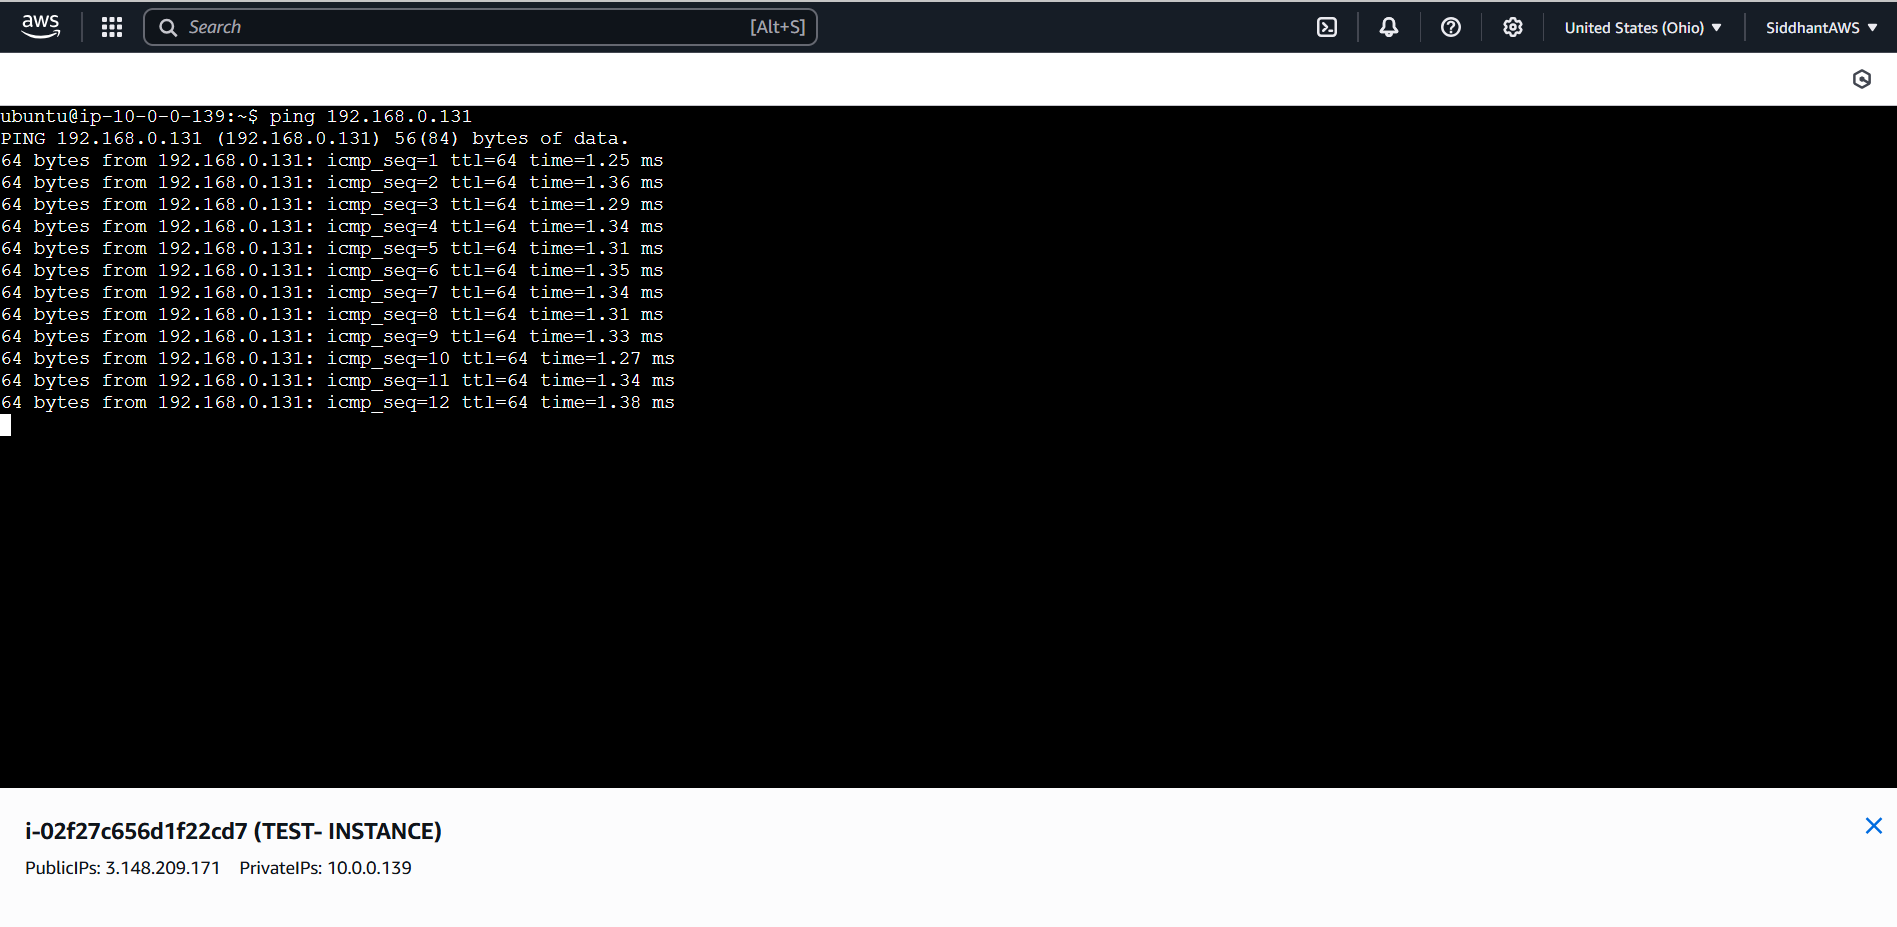 aws
Search [Alt+S]
United States (Ohio) SiddhantAWS
ubuntu@ip-10-0-0-139:~$ ping 192.168.0.131
PING 192.168.0.131 (192.168.0.131) 56(84) bytes of data.
64 bytes from 192.168.0.131: icmp_seq=1 ttl=64 time=1.25 ms
64 bytes from 192.168.0.131: icmp_seq=2 ttl=64 time=1.36 ms
64 bytes from 192.168.0.131: icmp_seq=3 ttl=64 time=1.29 ms
64 bytes from 192.168.0.131: icmp_seq=4 ttl=64 time=1.34 ms
64 bytes from 192.168.0.131: icmp_seq=5 ttl=64 time=1.31 ms
64 bytes from 192.168.0.131: icmp_seq=6 ttl=64 time=1.35 ms
64 bytes from 192.168.0.131: icmp_seq=7 ttl=64 time=1.34 ms
64 bytes from 192.168.0.131: icmp_seq=8 ttl=64 time=1.31 ms
64 bytes from 192.168.0.131: icmp_seq=9 ttl=64 time=1.33 ms
64 bytes from 192.168.0.131: icmp_seq=10 ttl=64 time=1.27 ms
64 bytes from 192.168.0.131: icmp_seq=11 ttl=64 time=1.34 ms
64 bytes from 192.168.0.131: icmp_seq=12 ttl=64 time=1.38 ms
i-02f27c656d1f22cd7 (TEST- INSTANCE)
PublicIPs: 3.148.209.171 PrivateIPs: 10.0.0.139